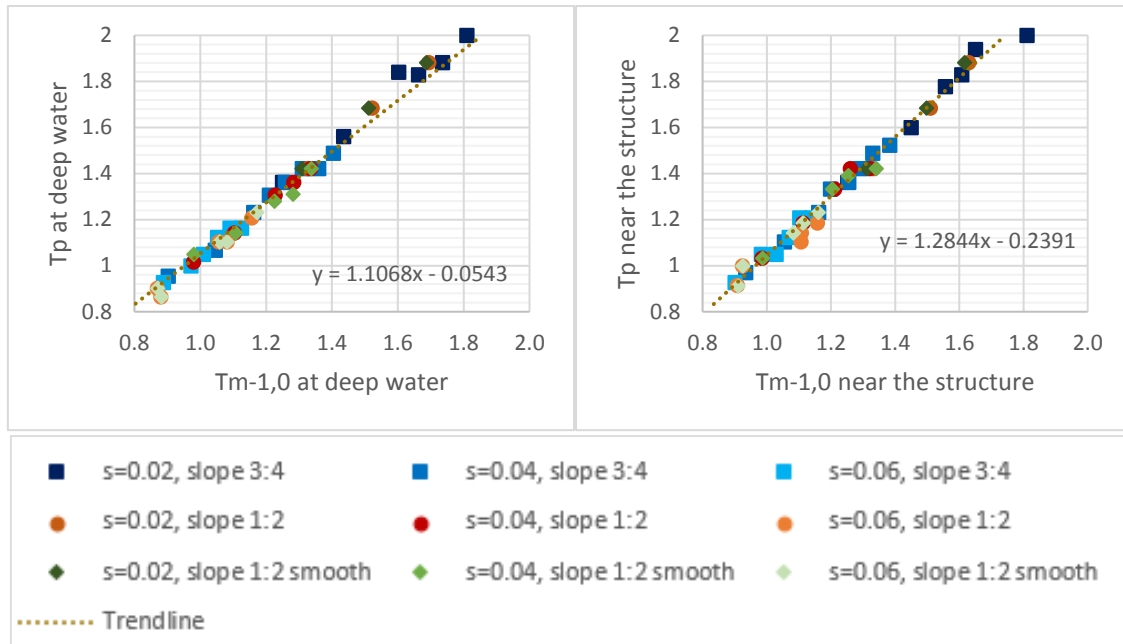 Tp at deep water
2
1.8
1.6
1.4
1.2
1
0.8
y = 1.1068x - 0.0543
0.8 1.0 1.2 1.4 1.6 1.8 2.0
Tm-1,0 at deep water
Tp near the structure
2
1.8
1.6
1.4
1.2
1
0.8
y = 1.2844x - 0.2391
0.8 1.0 1.2 1.4 1.6 1.8 2.0
Tm-1,0 near the structure
s=0.02, slope 3:4 s=0.04, slope 3:4 s=0.06, slope 3:4
s=0.02, slope 1:2 s=0.04, slope 1:2 s=0.06, slope 1:2
s=0.02, slope 1:2 smooth s=0.04, slope 1:2 smooth s=0.06, slope 1:2 smooth
Trendline